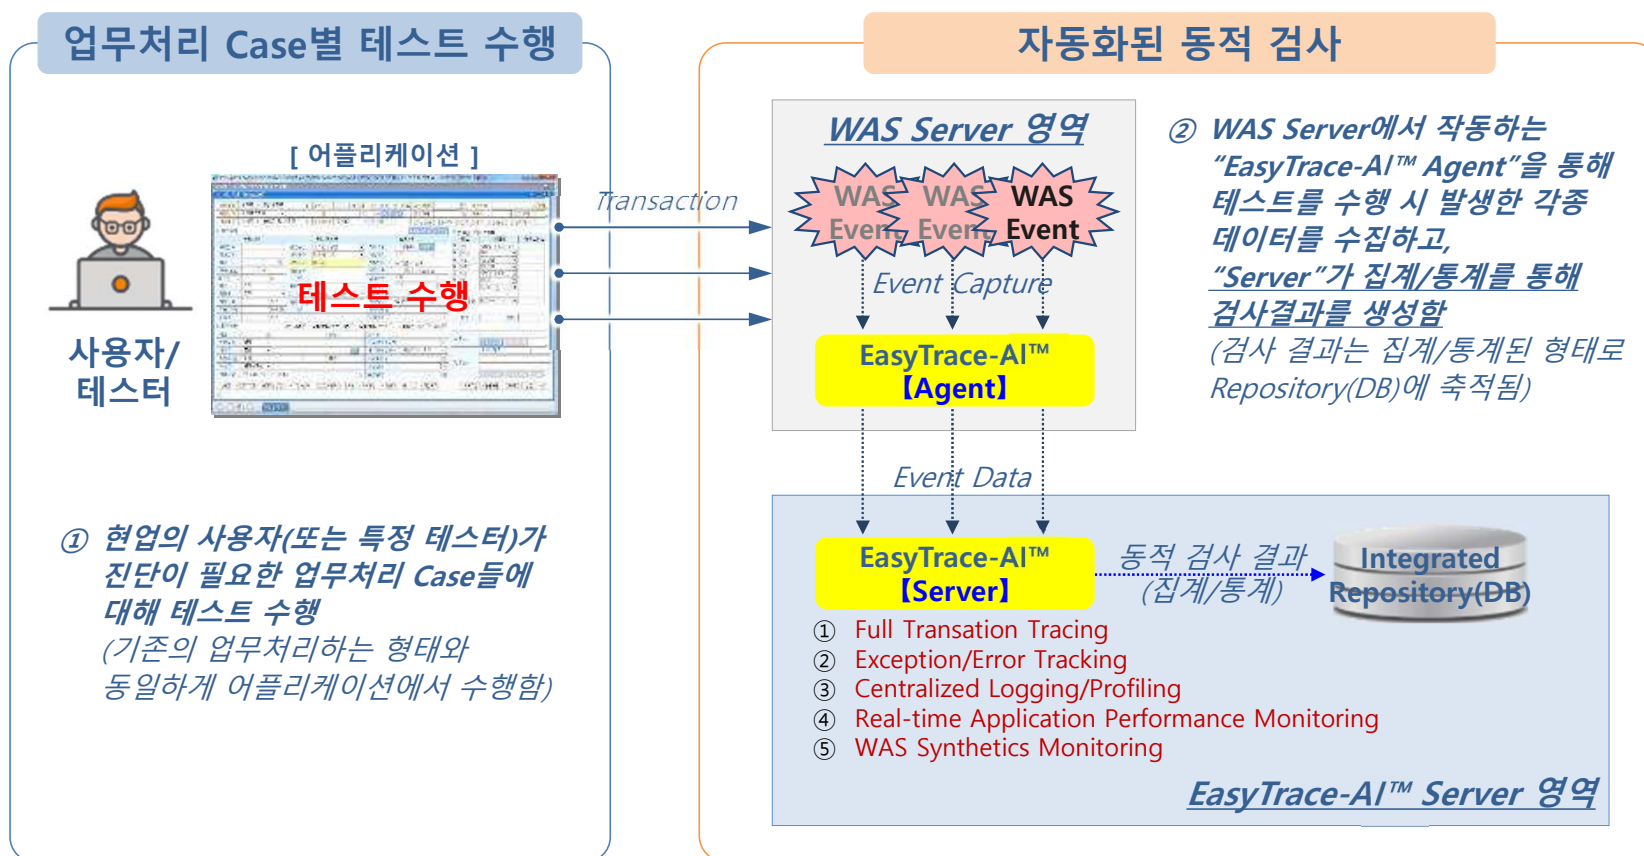 업무처리 Case별 테스트 수행
[ 어플리케이션 ]
테스트 수행
사용자/
테스터
① 현업의 사용자(또는 특정 테스터)가
진단이 필요한 업무처리 Case들에
대해 테스트 수행
(기존의 업무처리하는 형태와
동일하게 어플리케이션에서 수행함)
Transaction
자동화된 동적 검사
WAS Server 영역
WAS
Event
WAS
Event
WAS
Event
Event Capture
EasyTrace-AI™
【Agent】
Event Data
② WAS Server에서 작동하는
“EasyTrace-AI™ Agent”을 통해
테스트를 수행 시 발생한 각종
데이터를 수집하고,
“Server”가 집계/통계를 통해
검사결과를 생성함
(검사 결과는 집계/통계된 형태로
Repository(DB)에 축적됨)
EasyTrace-AI™
【Server】
동적 검사 결과
(집계/통계)
Integrated
Repository(DB)
① Full Transation Tracing
② Exception/Error Tracking
③ Centralized Logging/Profiling
④ Real-time Application Performance Monitoring
⑤ WAS Synthetics Monitoring
EasyTrace-AI™ Server 영역